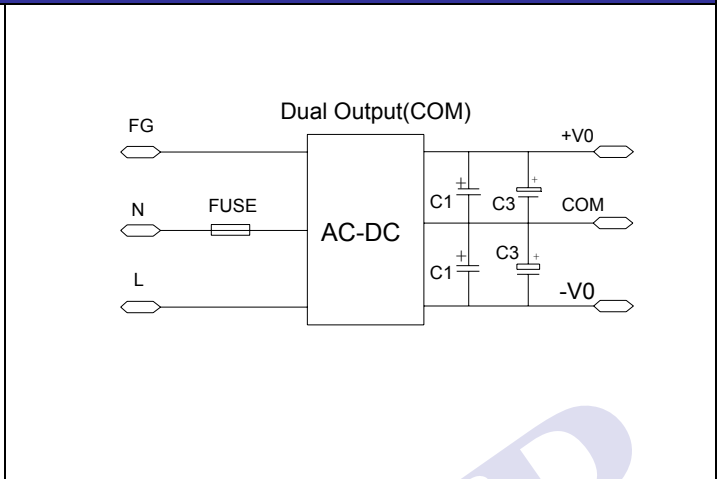 Dual Output(COM)
FG
+V0
N
FUSE
AC-DC
C1
+
C3
+
COM
L
C1
+
C3
+
-V0